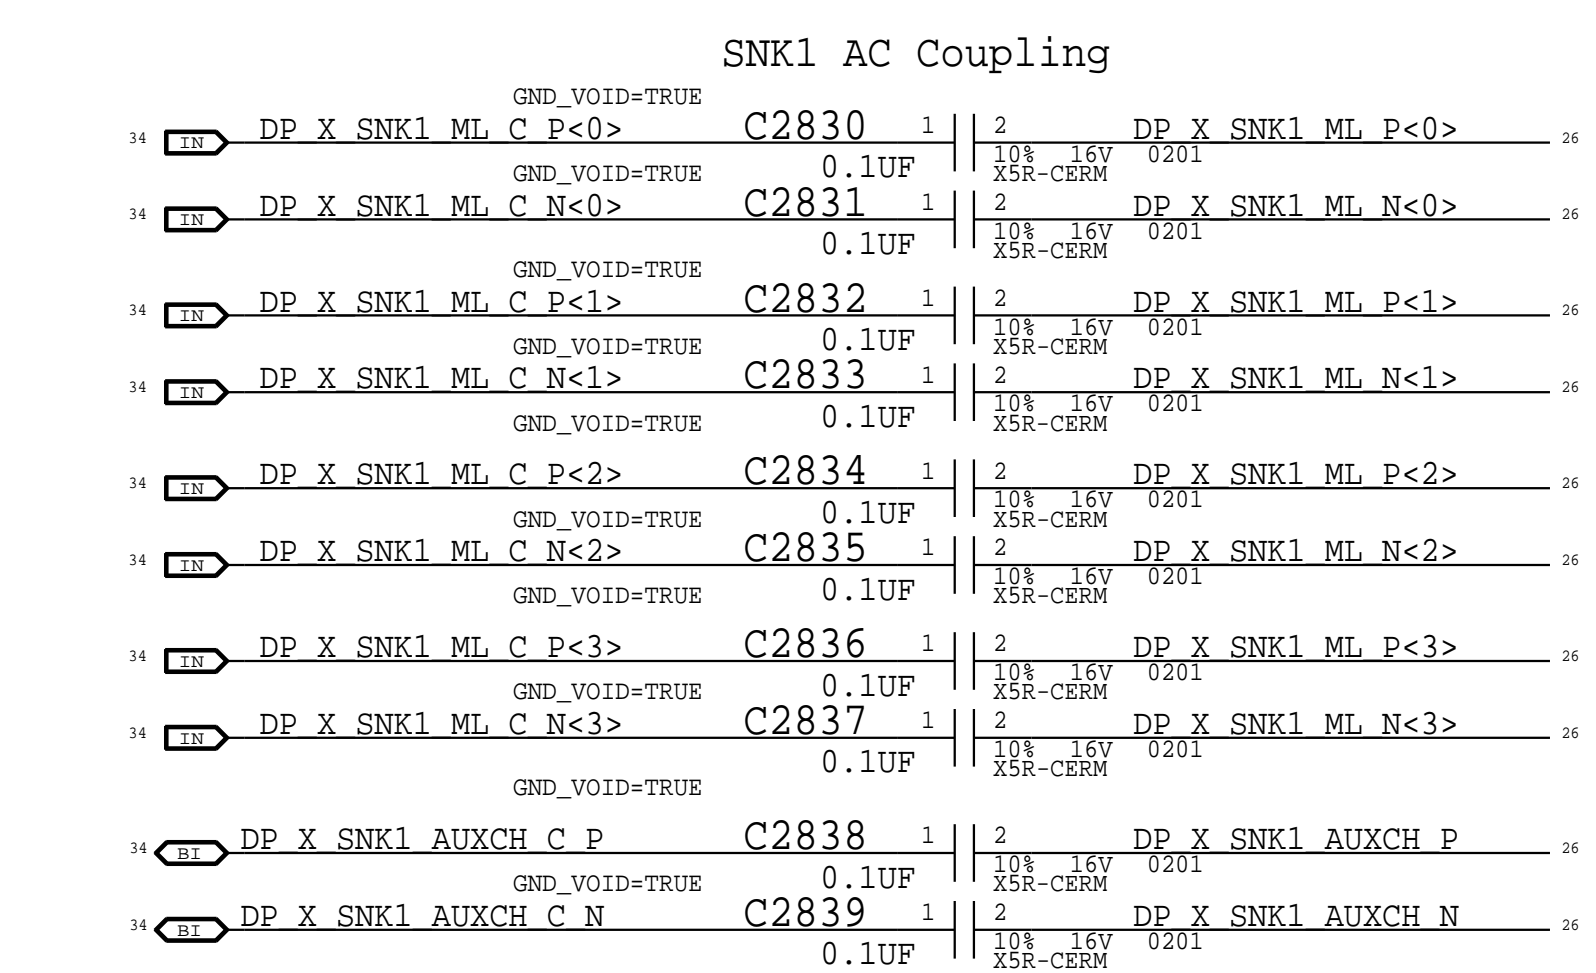 SNK1 AC Coupling
GND_VOID=TRUE
34 IN DP_X_SNK1_ML_C_P<0> C2830 1 2 DP_X_SNK1_ML_P<0> 26
0.1UF 10% 16V 0201
X5R-CERM
GND_VOID=TRUE
34 IN DP_X_SNK1_ML_C_N<0> C2831 1 2 DP_X_SNK1_ML_N<0> 26
0.1UF 10% 16V 0201
X5R-CERM
GND_VOID=TRUE
34 IN DP_X_SNK1_ML_C_P<1> C2832 1 2 DP_X_SNK1_ML_P<1> 26
0.1UF 10% 16V 0201
X5R-CERM
GND_VOID=TRUE
34 IN DP_X_SNK1_ML_C_N<1> C2833 1 2 DP_X_SNK1_ML_N<1> 26
0.1UF 10% 16V 0201
X5R-CERM
GND_VOID=TRUE
34 IN DP_X_SNK1_ML_C_P<2> C2834 1 2 DP_X_SNK1_ML_P<2> 26
0.1UF 10% 16V 0201
X5R-CERM
GND_VOID=TRUE
34 IN DP_X_SNK1_ML_C_N<2> C2835 1 2 DP_X_SNK1_ML_N<2> 26
0.1UF 10% 16V 0201
X5R-CERM
GND_VOID=TRUE
34 IN DP_X_SNK1_ML_C_P<3> C2836 1 2 DP_X_SNK1_ML_P<3> 26
0.1UF 10% 16V 0201
X5R-CERM
GND_VOID=TRUE
34 IN DP_X_SNK1_ML_C_N<3> C2837 1 2 DP_X_SNK1_ML_N<3> 26
0.1UF 10% 16V 0201
X5R-CERM
GND_VOID=TRUE
34 BI DP_X_SNK1_AUXCH_C_P C2838 1 2 DP_X_SNK1_AUXCH_P 26
0.1UF 10% 16V 0201
X5R-CERM
GND_VOID=TRUE
34 BI DP_X_SNK1_AUXCH_C_N C2839 1 2 DP_X_SNK1_AUXCH_N 26
0.1UF 10% 16V 0201
X5R-CERM